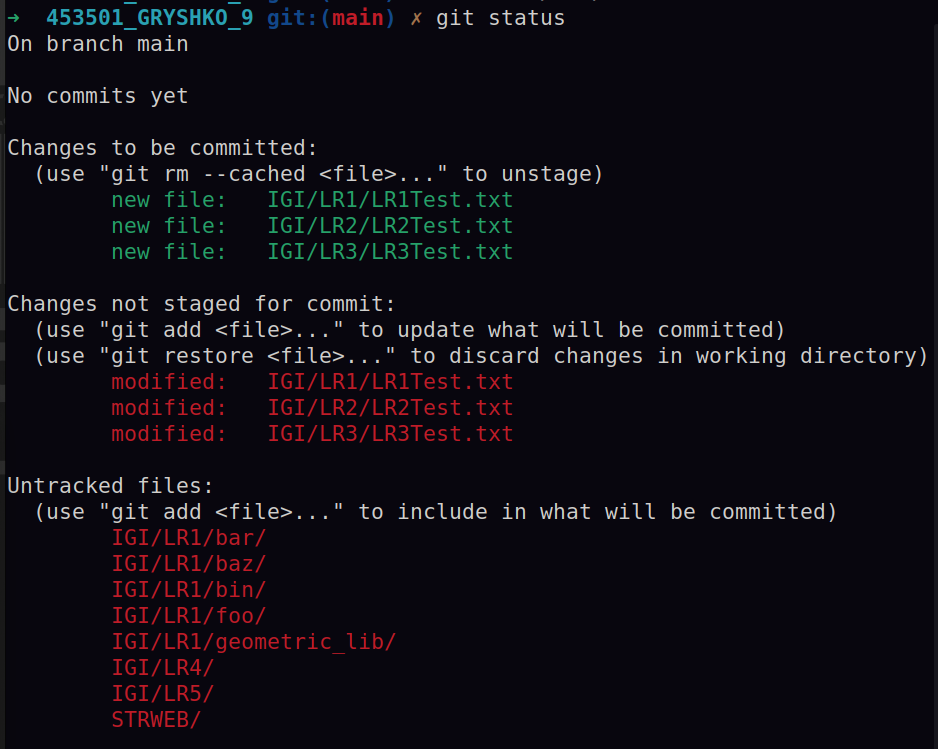 →  453501_GRYSHKO_9 git:(main) ✗ git status
On branch main

No commits yet

Changes to be committed:
  (use "git rm --cached <file>..." to unstage)
        new file:   IGI/LR1/LR1Test.txt
        new file:   IGI/LR2/LR2Test.txt
        new file:   IGI/LR3/LR3Test.txt

Changes not staged for commit:
  (use "git add <file>..." to update what will be committed)
  (use "git restore <file>..." to discard changes in working directory)
        modified:   IGI/LR1/LR1Test.txt
        modified:   IGI/LR2/LR2Test.txt
        modified:   IGI/LR3/LR3Test.txt

Untracked files:
  (use "git add <file>..." to include in what will be committed)
        IGI/LR1/bar/
        IGI/LR1/baz/
        IGI/LR1/bin/
        IGI/LR1/foo/
        IGI/LR1/geometric_lib/
        IGI/LR4/
        IGI/LR5/
        STRWEB/